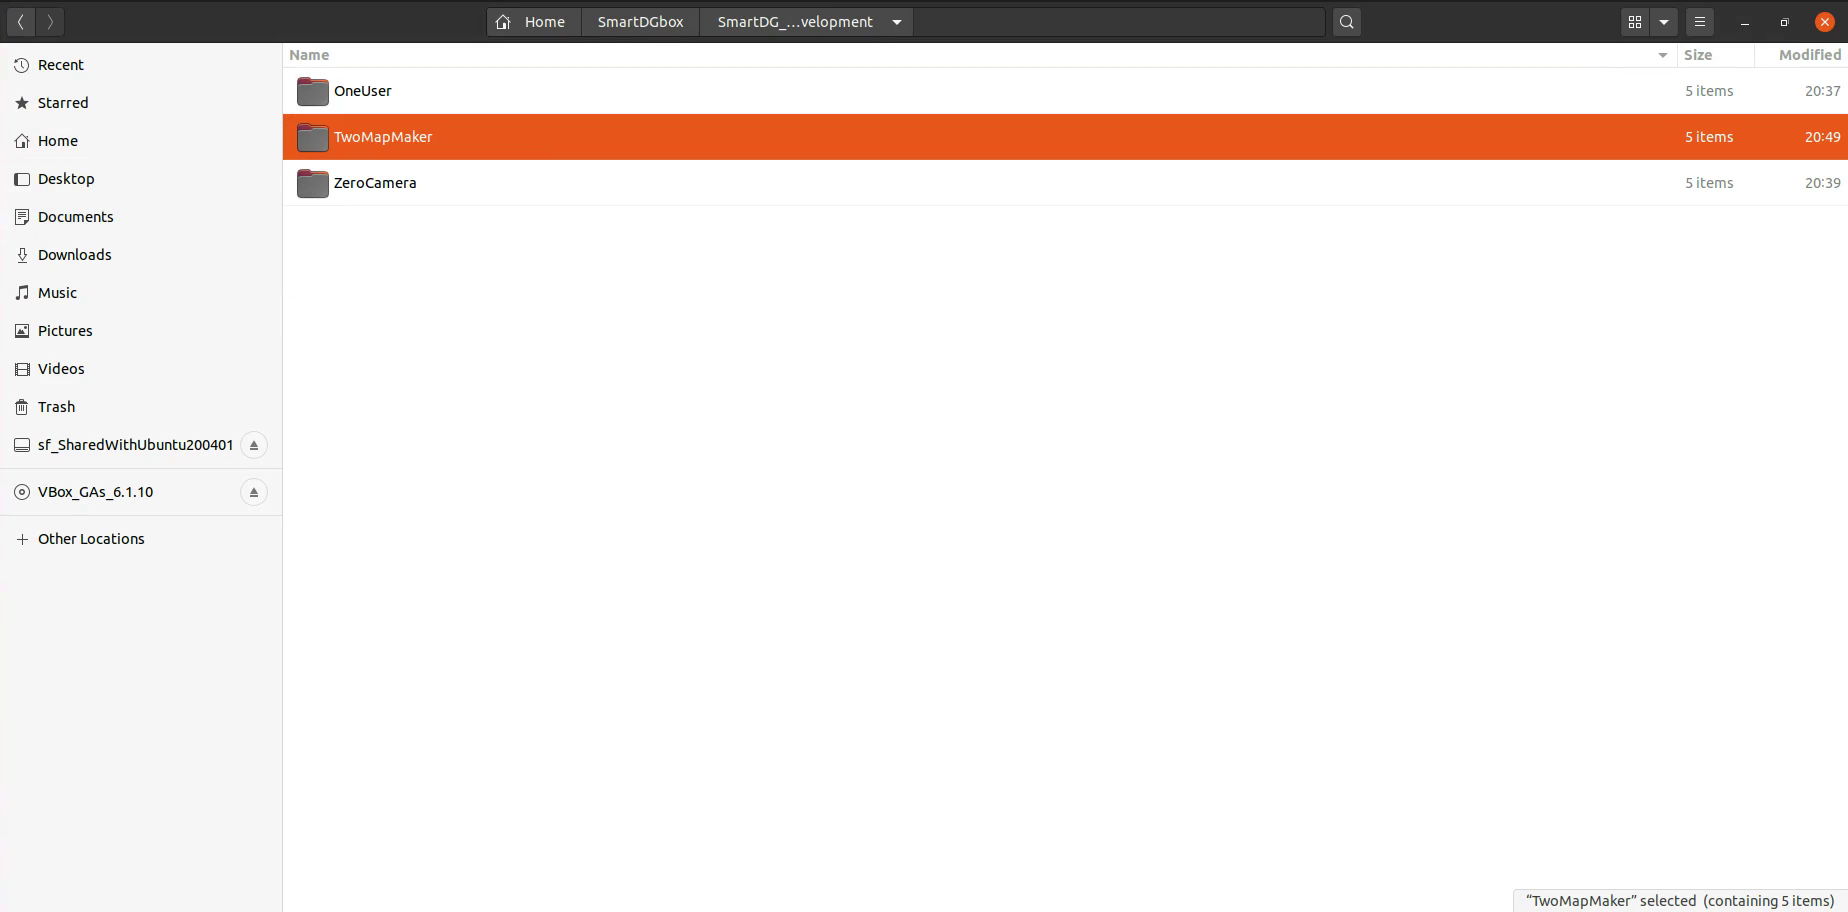 Home SmartDGbox SmartDG_...velopment
Name Size Modified
Recent
Starred
Home
Desktop
Documents
Downloads
Music
Pictures
Videos
Trash
sf_SharedWithUbuntu200401
VBox_GAs_6.1.10
Other Locations
OneUser 5 items 20:37
TwoMapMaker 5 items 20:49
ZeroCamera 5 items 20:39
“TwoMapMaker” selected (containing 5 items)